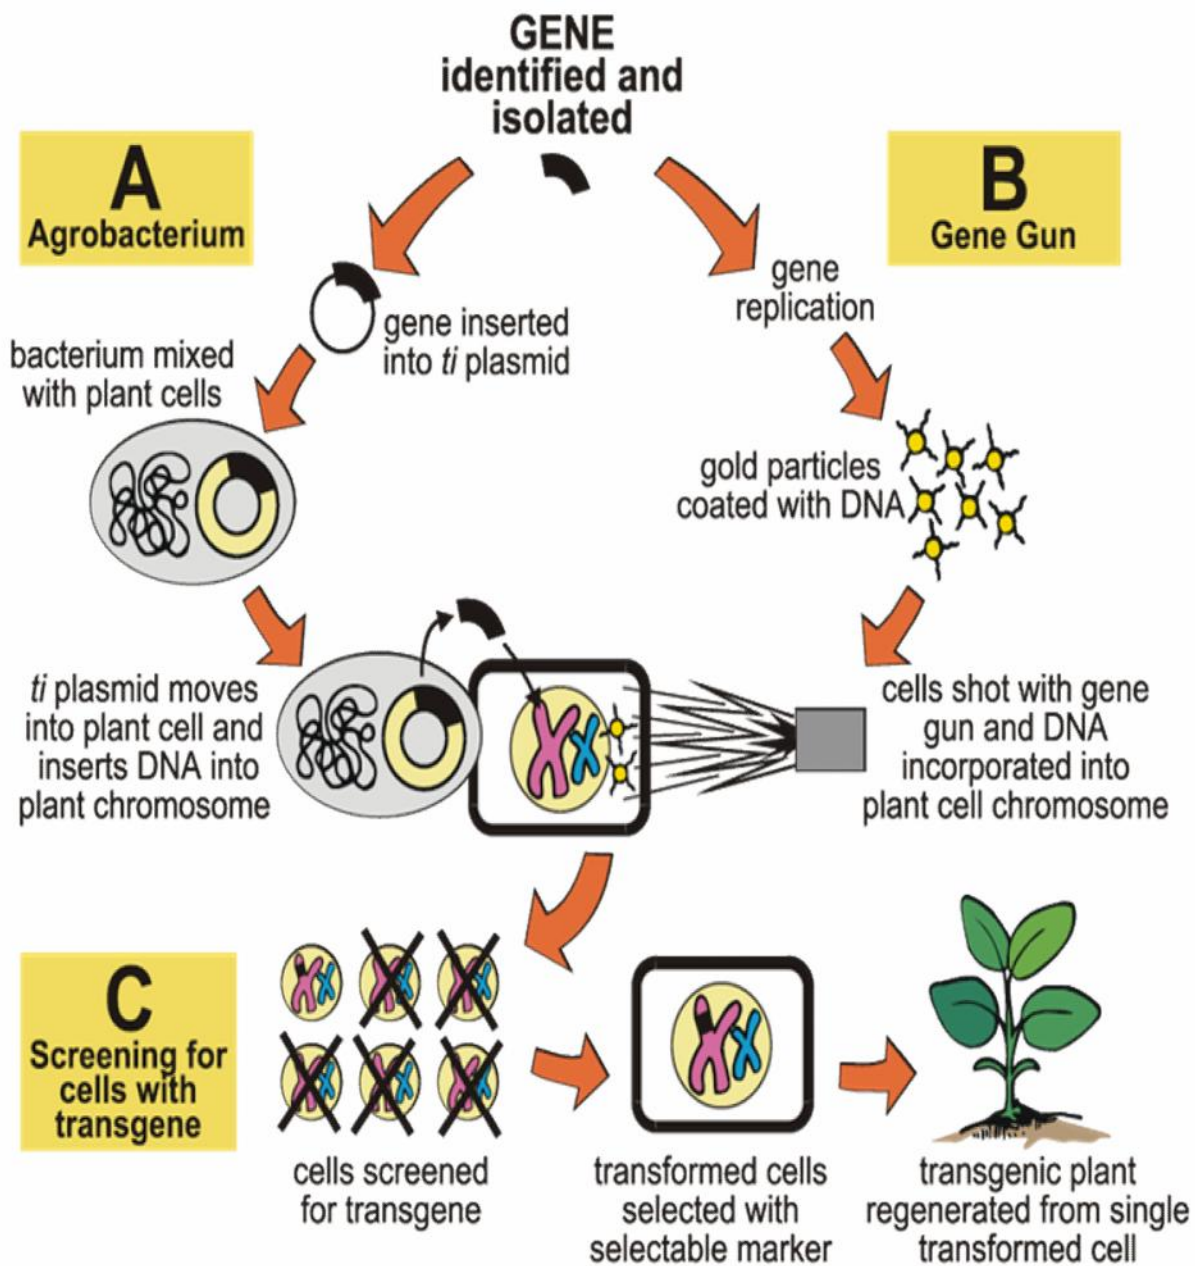 GENE
identified and
isolated
A
Agrobacterium
B
Gene Gun
gene inserted
into ti plasmid
gene
replication
bacterium mixed
with plant cells
gold particles
coated with DNA
ti plasmid moves
into plant cell and
inserts DNA into
plant chromosome
cells shot with gene
gun and DNA
incorporated into
plant cell chromosome
C
Screening for
cells with
transgene
cells screened
for transgene
transformed cells
selected with
selectable marker
transgenic plant
regenerated from single
transformed cell